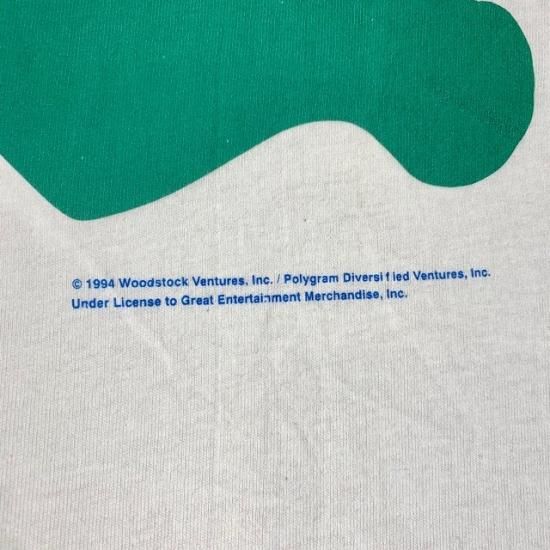 © 1994 Woodstock Ventures, Inc. / Polygram Diversified Ventures, Inc.
Under License to Great Entertainment Merchandise, Inc.